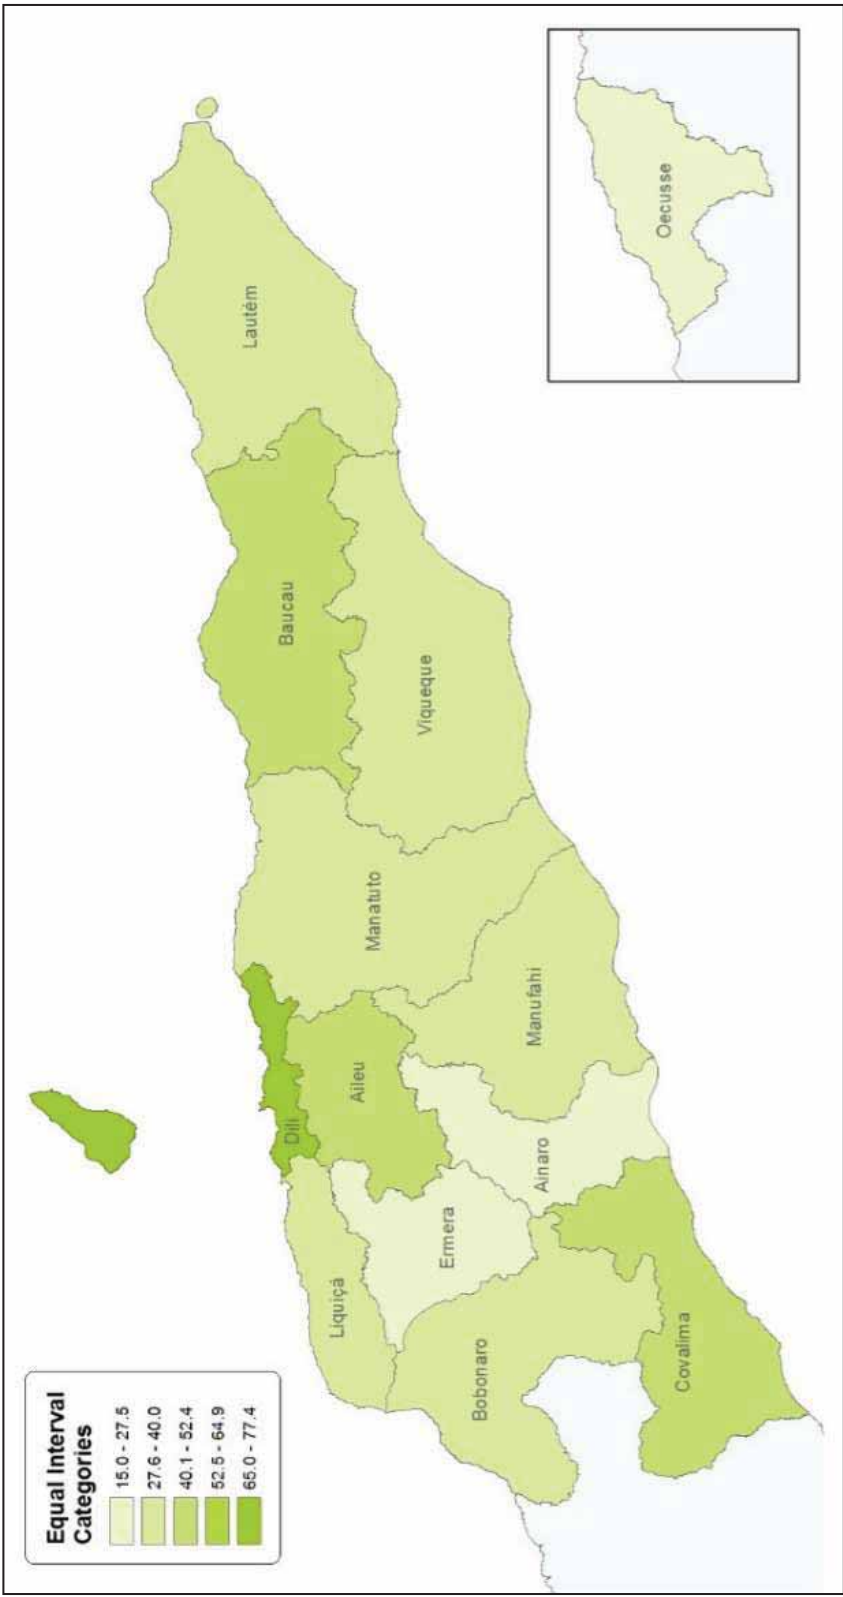 Equal Interval
Categories
15.0 - 27.5
27.6 - 40.0
40.1 - 52.4
52.5 - 64.9
65.0 - 77.4
Lautém
Baucau
Viqueque
Manatuto
Dili
Aileu
Manufahi
Liquiçá
Ermera
Ainaro
Bobonaro
Covalima
Oecusse